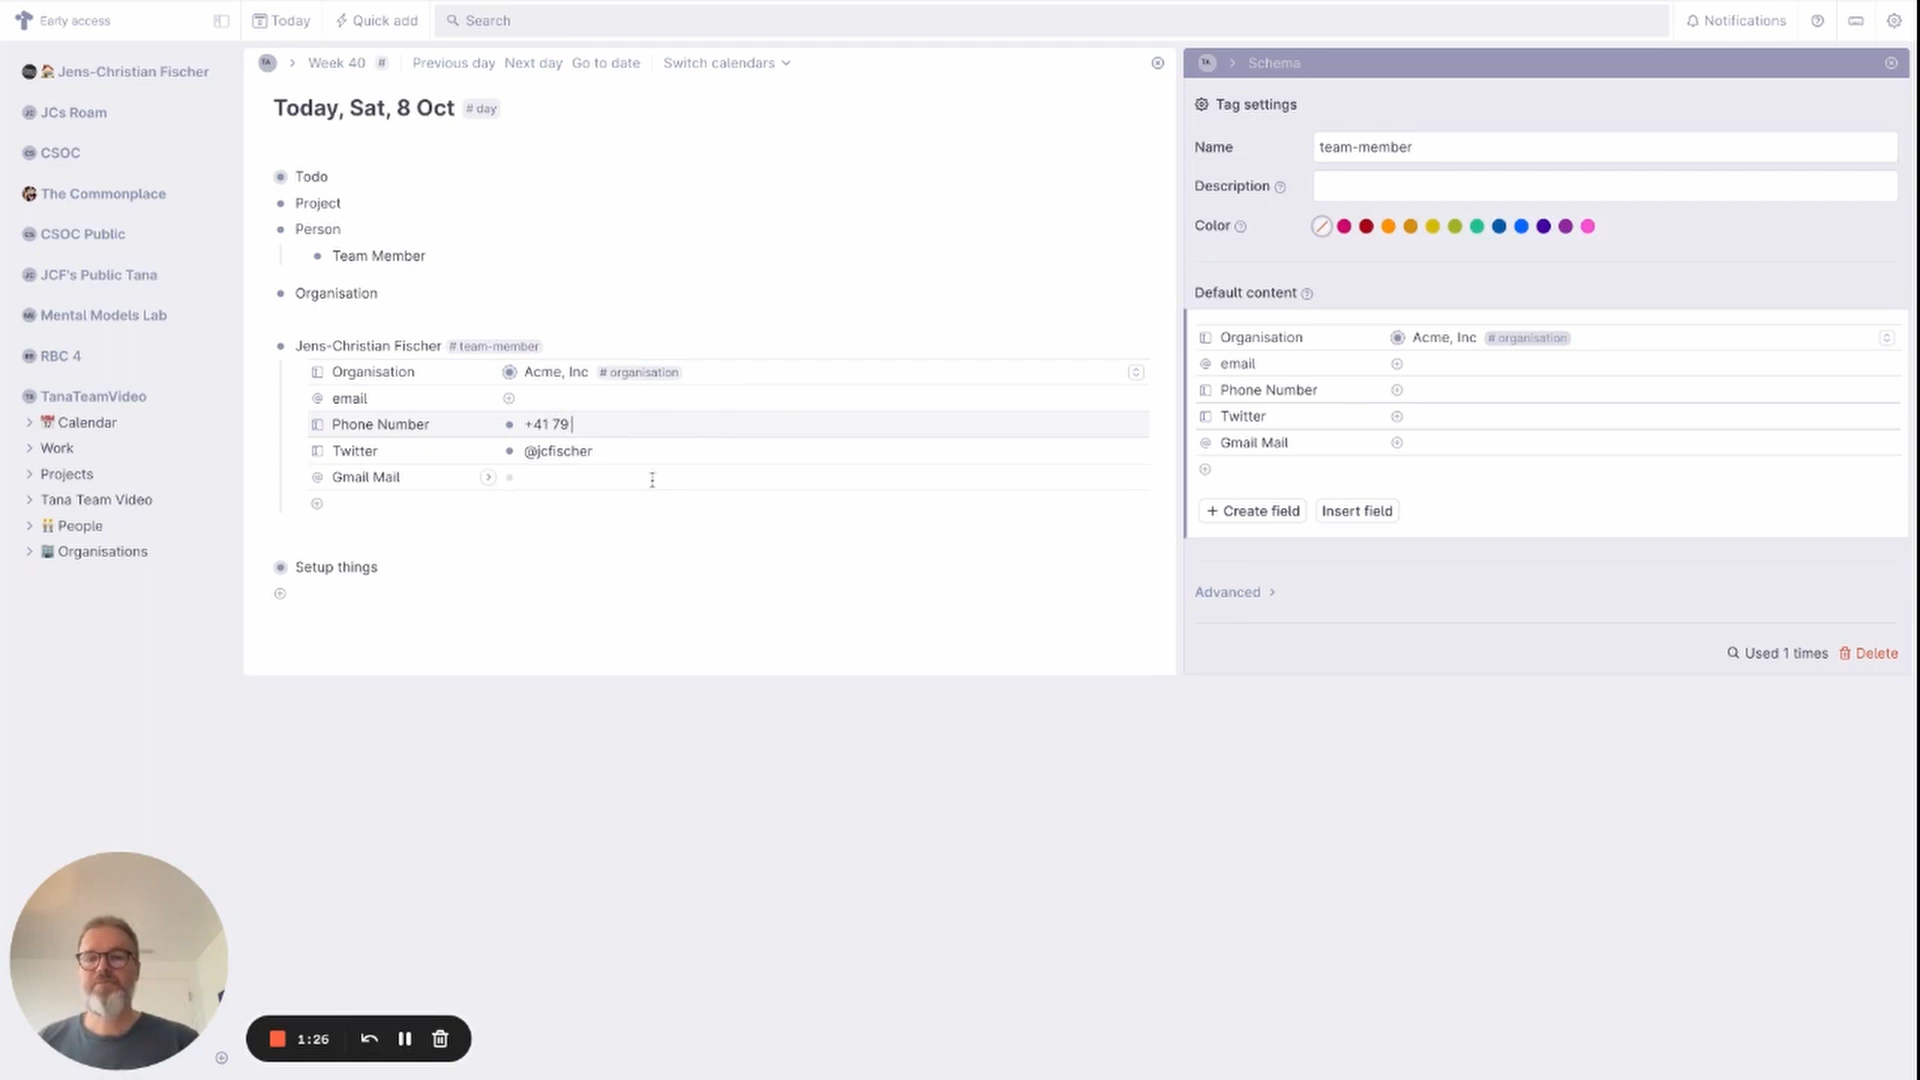 Early access
Today
Quick add
Search
Notifications
Jens-Christian Fischer
JCs Roam
CSOC
The Commonplace
CSOC Public
JCF's Public Tana
Mental Models Lab
RBC 4
TanaTeamVideo
Calendar
Work
Projects
Tana Team Video
People
Organisations
TA Week 40 # Previous day Next day Go to date Switch calendars
Today, Sat, 8 Oct # day
Todo
Project
Person
Team Member
Organisation
Jens-Christian Fischer # team-member
Organisation Acme, Inc # organisation
@ email
Phone Number +41 79
Twitter @jcfischer
@ Gmail Mail
Setup things
TA Schema
Tag settings
Name team-member
Description
Color
Default content
Organisation Acme, Inc # organisation
@ email
Phone Number
Twitter
@ Gmail Mail
+ Create field Insert field
Advanced
Used 1 times Delete
1:26